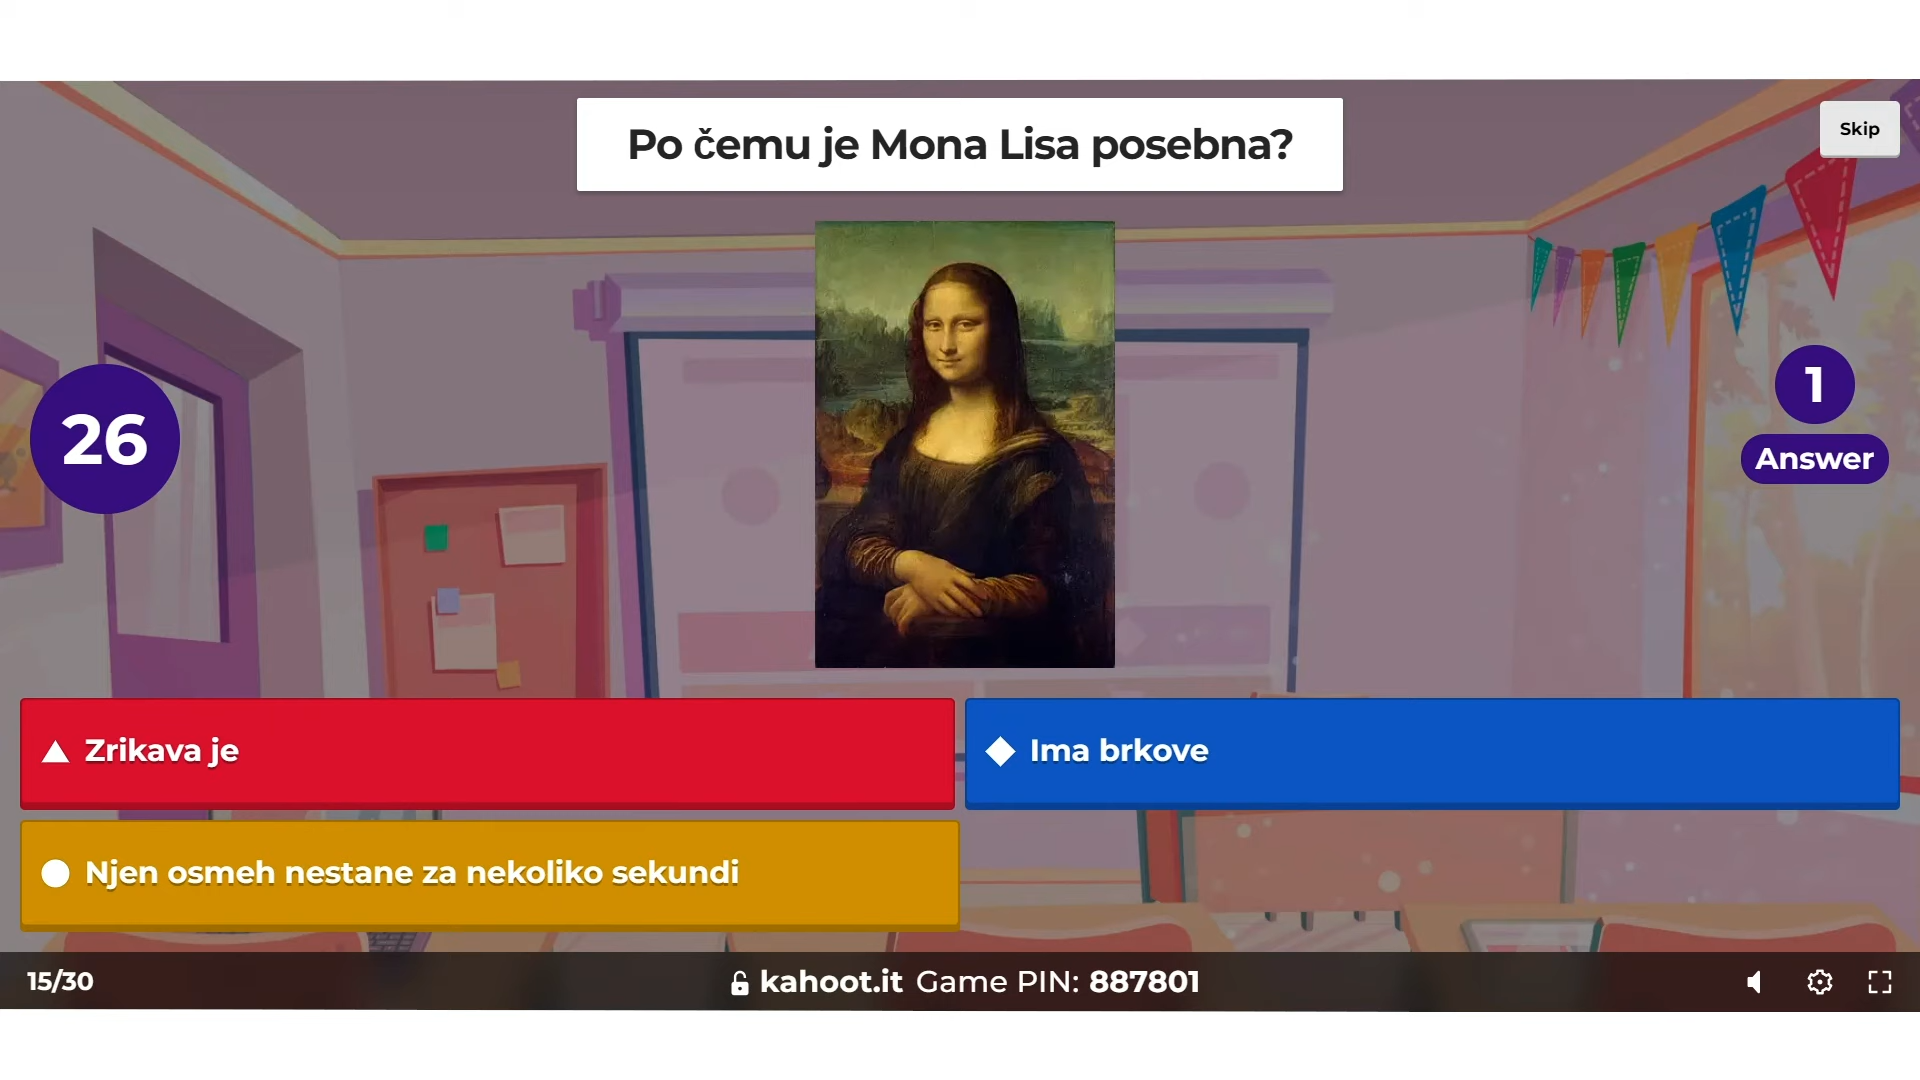 Po čemu je Mona Lisa posebna?
Skip
26
1
Answer
Zrikava je
Ima brkove
Njen osmeh nestane za nekoliko sekundi
15/30
kahoot.it Game PIN: 887801